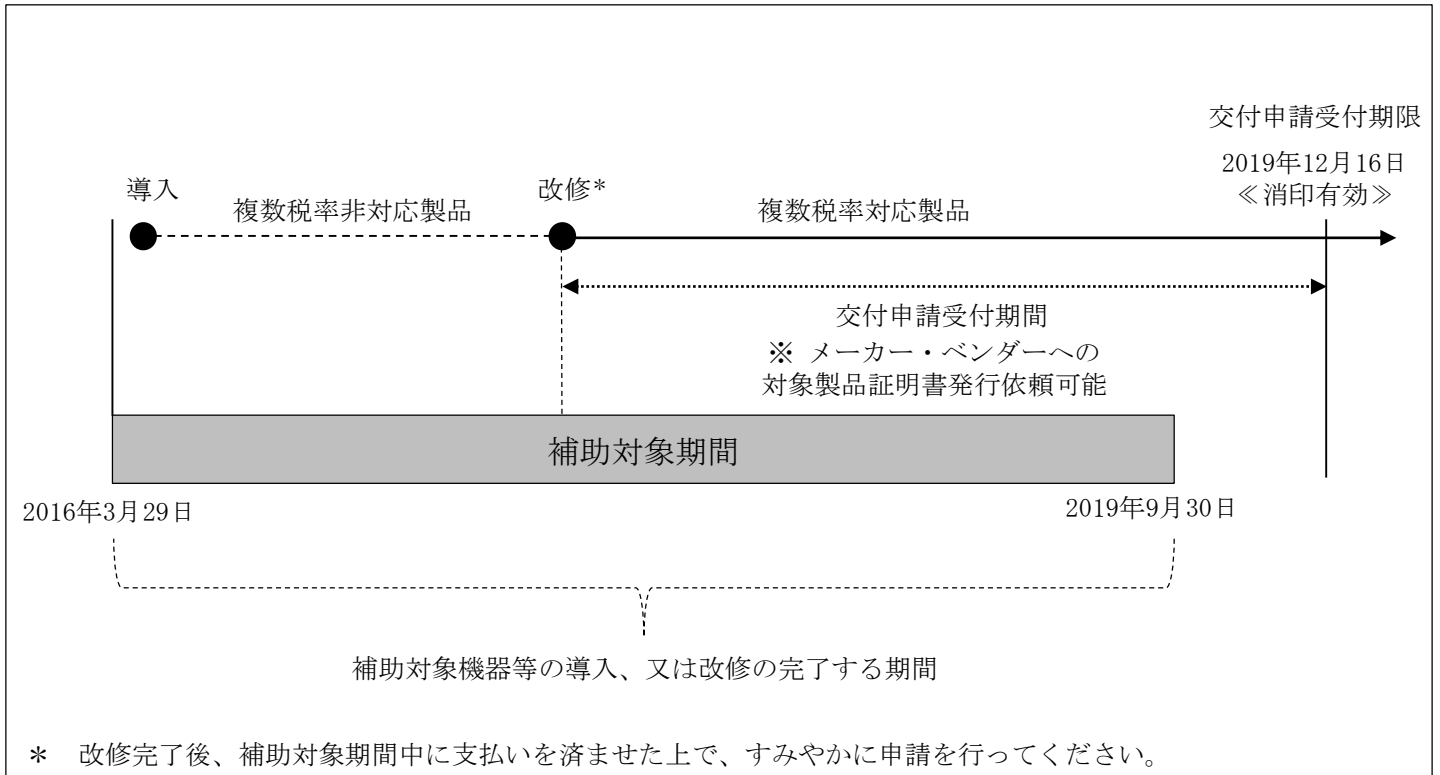 交付申請受付期限
2019年12月16日
≪消印有効≫
導入
改修*
複数税率非対応製品
複数税率対応製品
交付申請受付期間
※ メーカー・ベンダーへの
対象製品証明書発行依頼可能
補助対象期間
2016年3月29日
2019年9月30日
補助対象機器等の導入、又は改修の完了する期間
* 改修完了後、補助対象期間中に支払いを済ませた上で、すみやかに申請を行ってください。